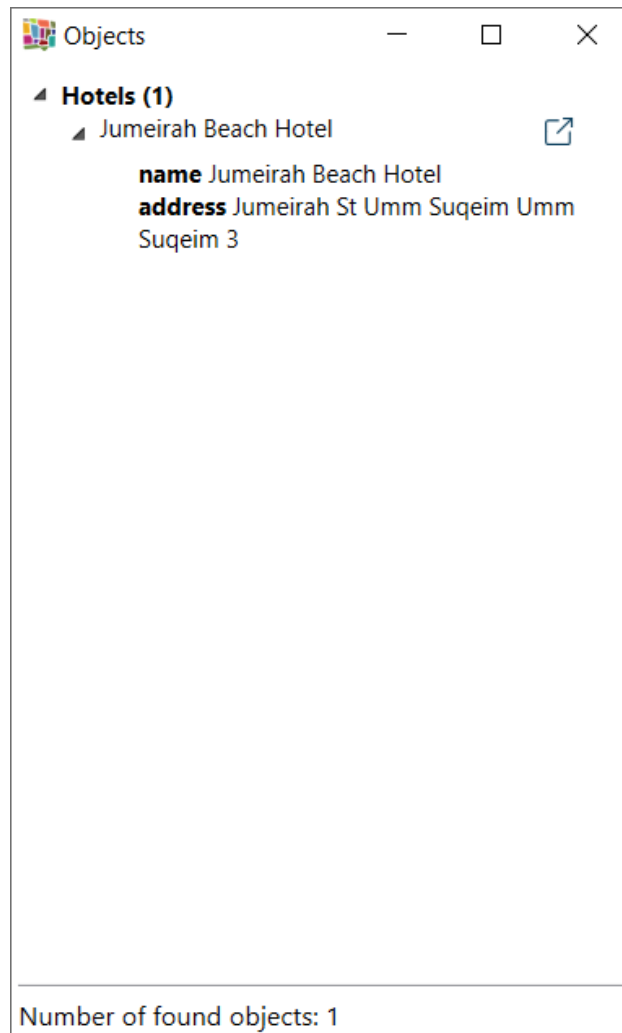 Objects
Hotels (1)
Jumeirah Beach Hotel
name Jumeirah Beach Hotel
address Jumeirah St Umm Suqeim Umm
Suqeim 3
Number of found objects: 1